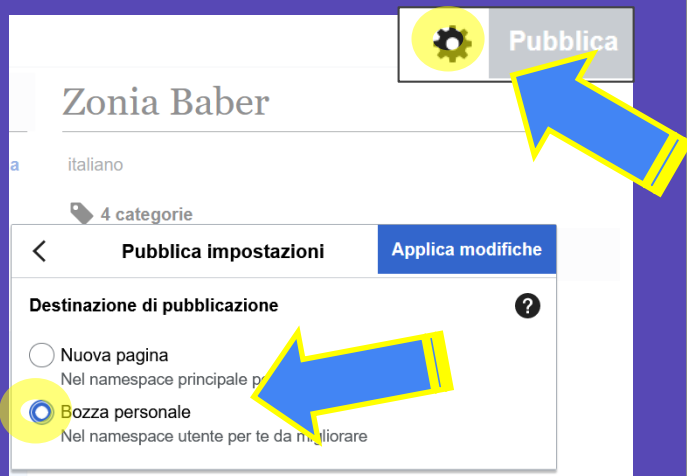 Pubblica
Zonia Baber
a
italiano
4 categorie
Pubblica impostazioni
Applica modifiche
Destinazione di pubblicazione
?
Nuova pagina
Nel namespace principale
Bozza personale
Nel namespace utente per te da migliorare